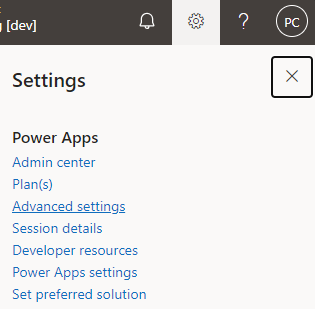 [dev]
?
PC
Settings
Power Apps
Admin center
Plan(s)
Advanced settings
Session details
Developer resources
Power Apps settings
Set preferred solution